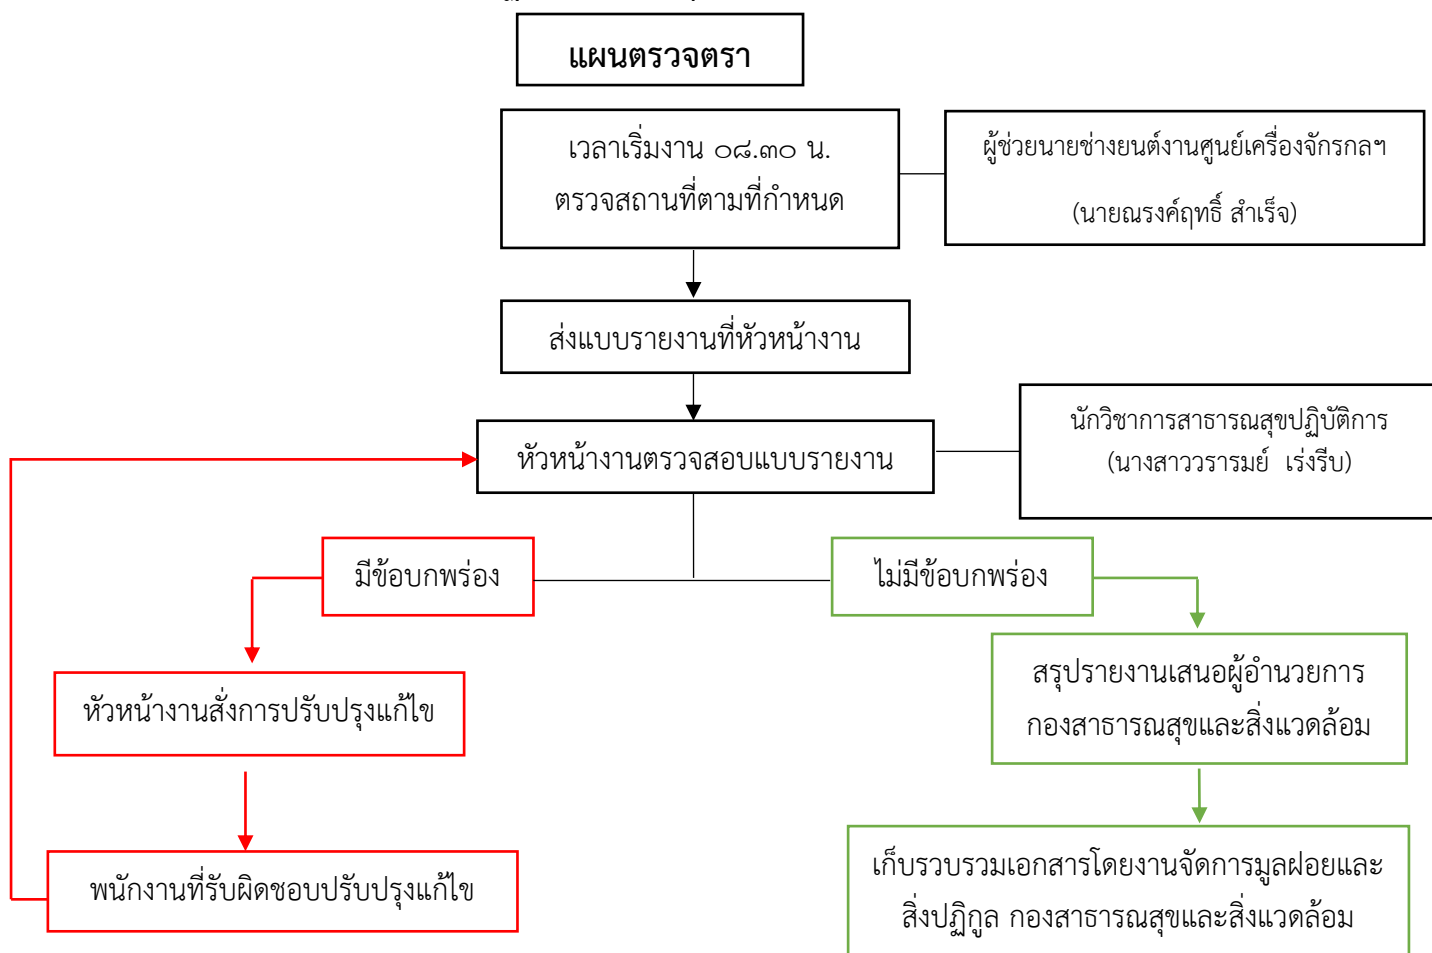 แผนตรวจตรา
เวลาเริ่มงาน ๐๘.๓๐ น.
ตรวจสถานที่ตามที่กำหนด
ผู้ช่วยนายช่างยนต์งานศูนย์เครื่องจักรกลฯ
(นายณรงค์ฤทธิ์ สำเร็จ)
ส่งแบบรายงานที่หัวหน้างาน
หัวหน้างานตรวจสอบแบบรายงาน
นักวิชาการสาธารณสุขปฏิบัติการ
(นางสาววรารมย์ เร่งรีบ)
มีข้อบกพร่อง
ไม่มีข้อบกพร่อง
หัวหน้างานสั่งการปรับปรุงแก้ไข
พนักงานที่รับผิดชอบปรับปรุงแก้ไข
สรุปรายงานเสนอผู้อำนวยการ
กองสาธารณสุขและสิ่งแวดล้อม
เก็บรวบรวมเอกสารโดยงานจัดการมูลฝอยและ
สิ่งปฏิกูล กองสาธารณสุขและสิ่งแวดล้อม